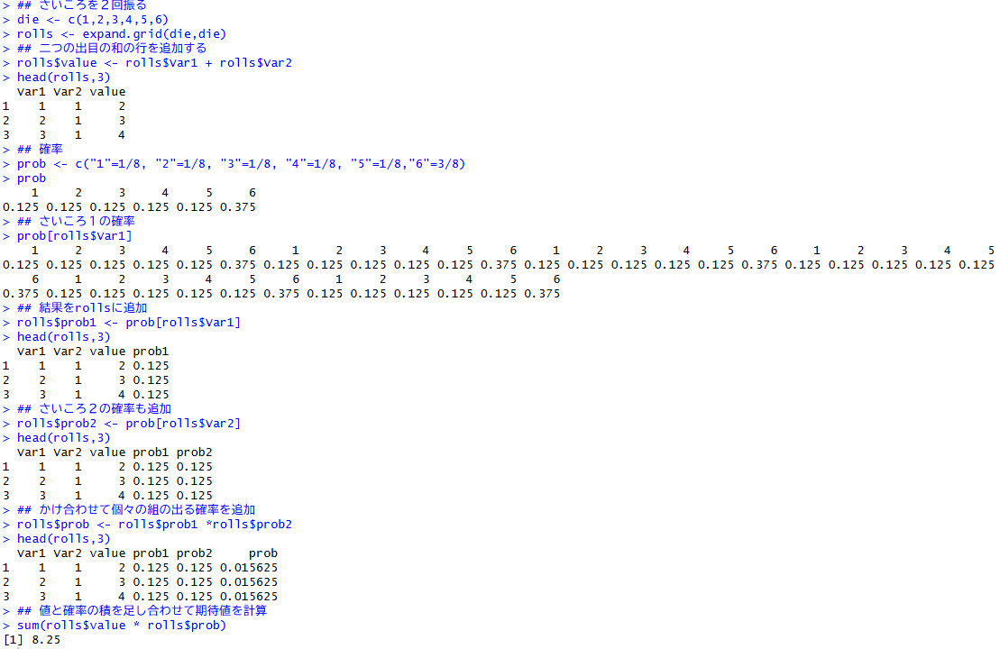 > ## さいころを２回振る
> die <- c(1,2,3,4,5,6)
> rolls <- expand.grid(die,die)
> ## 二つの出目の和の行を追加する
> rolls$value <- rolls$Var1 + rolls$Var2
> head(rolls,3)
  Var1 Var2 value
1    1    1     2
2    2    1     3
3    3    1     4
> ## 確率
> prob <- c("1"=1/8, "2"=1/8, "3"=1/8, "4"=1/8, "5"=1/8,"6"=3/8)
> prob
    1     2     3     4     5     6
0.125 0.125 0.125 0.125 0.125 0.375
> ## さいころ１の確率
> prob[rolls$Var1]
    1     2     3     4     5     6     1     2     3     4     5     6     1     2     3     4     5     6     1     2     3     4     5
0.125 0.125 0.125 0.125 0.125 0.375 0.125 0.125 0.125 0.125 0.125 0.375 0.125 0.125 0.125 0.125 0.125 0.375 0.125 0.125 0.125 0.125 0.125
    6     1     2     3     4     5     6     1     2     3     4     5     6
0.375 0.125 0.125 0.125 0.125 0.125 0.375 0.125 0.125 0.125 0.125 0.125 0.375
> ## 結果をrollsに追加
> rolls$prob1 <- prob[rolls$Var1]
> head(rolls,3)
  Var1 Var2 value prob1
1    1    1     2 0.125
2    2    1     3 0.125
3    3    1     4 0.125
> ## さいころ２の確率も追加
> rolls$prob2 <- prob[rolls$Var2]
> head(rolls,3)
  Var1 Var2 value prob1 prob2
1    1    1     2 0.125 0.125
2    2    1     3 0.125 0.125
3    3    1     4 0.125 0.125
> ## かけ合わせて個々の組の出る確率を追加
> rolls$prob <- rolls$prob1 *rolls$prob2
> head(rolls,3)
  Var1 Var2 value prob1 prob2     prob
1    1    1     2 0.125 0.125 0.015625
2    2    1     3 0.125 0.125 0.015625
3    3    1     4 0.125 0.125 0.015625
> ## 値と確率の積を足し合わせて期待値を計算
> sum(rolls$value * rolls$prob)
[1] 8.25